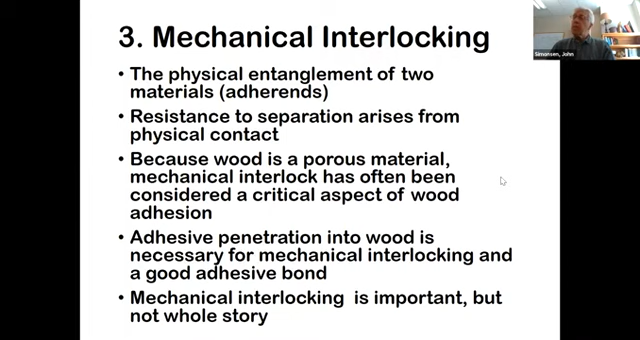 3. Mechanical Interlocking
• The physical entanglement of two
materials (adherends)
• Resistance to separation arises from
physical contact
• Because wood is a porous material,
mechanical interlock has often been
considered a critical aspect of wood
adhesion
• Adhesive penetration into wood is
necessary for mechanical interlocking and
a good adhesive bond
• Mechanical interlocking  is important, but
not whole story
Simonsen, John